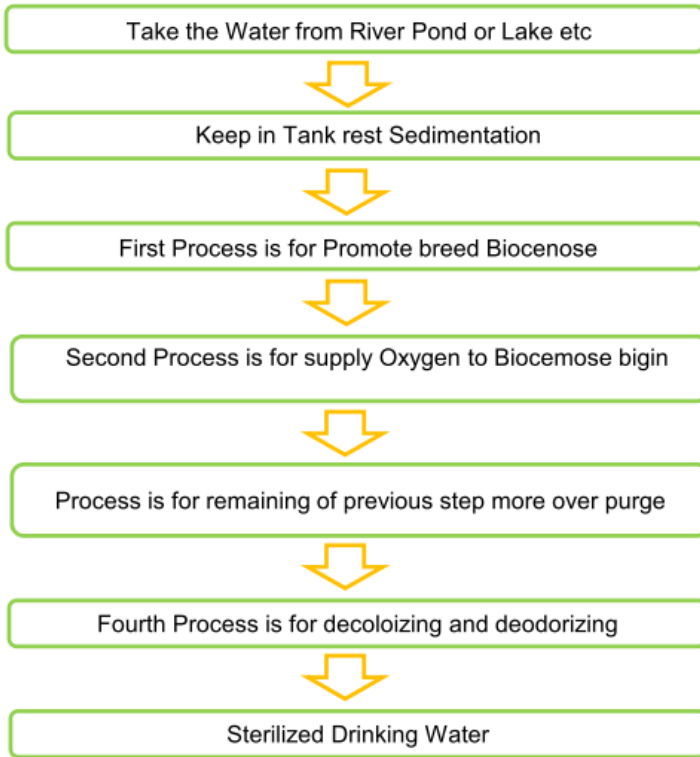 Take the Water from River Pond or Lake etc
Keep in Tank rest Sedimentation
First Process is for Promote breed Biocenose
Second Process is for supply Oxygen to Biocemose bigin
Process is for remaining of previous step more over purge
Fourth Process is for decoloizing and deodorizing
Sterilized Drinking Water